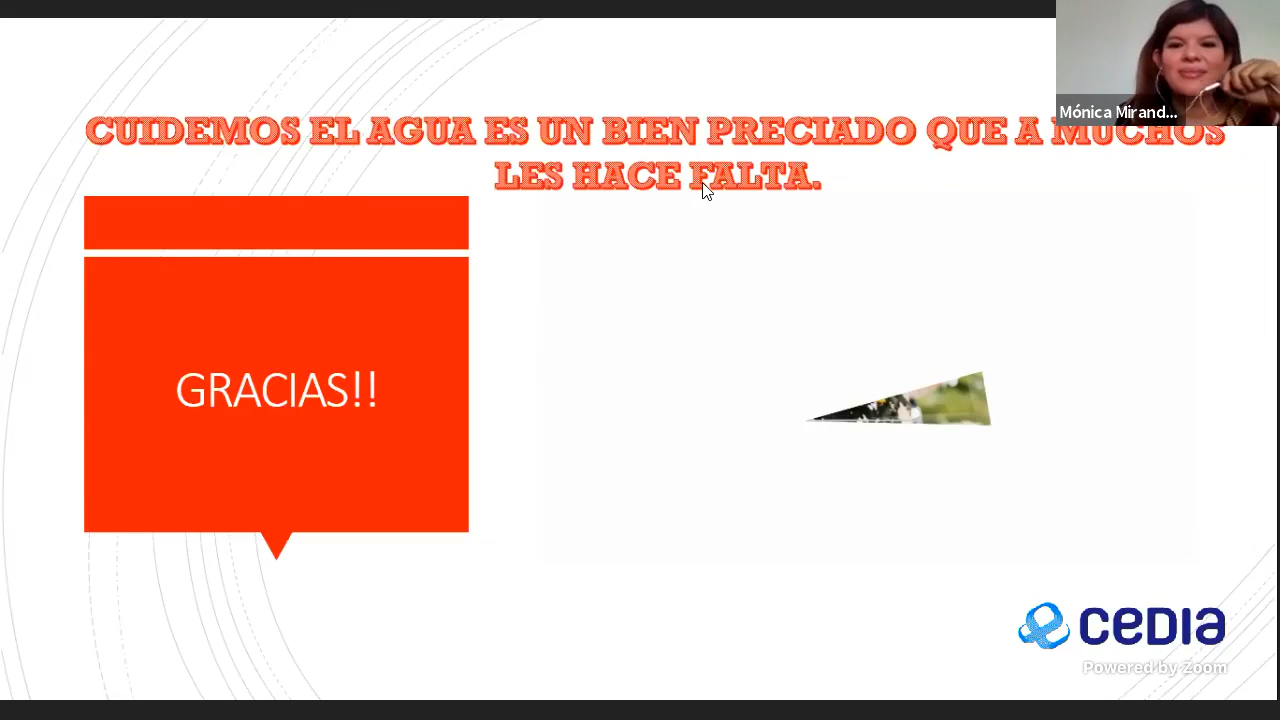 Mónica Mirand...
CUIDEMOS EL AGUA ES UN BIEN PRECIADO QUE A MUCHOS
LES HACE FALTA.
GRACIAS!!
CEDIA
Powered by Zoom